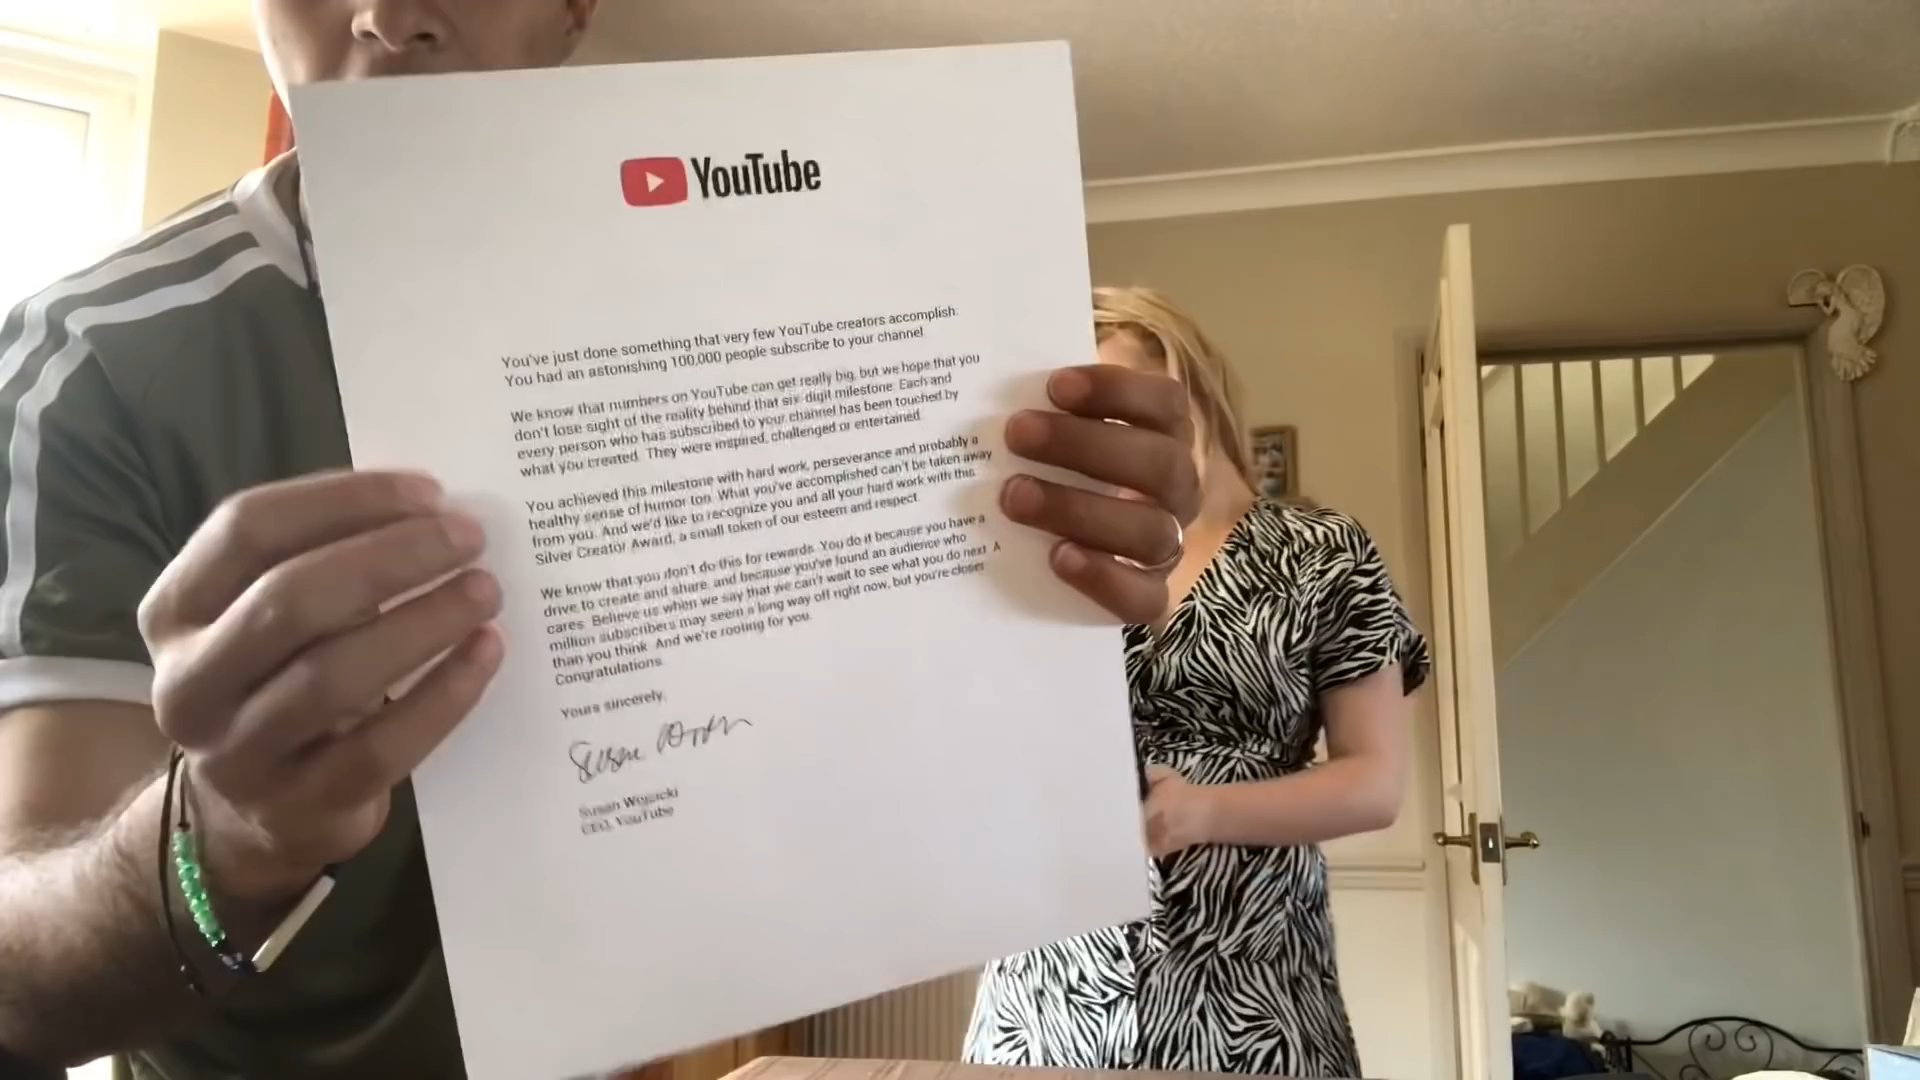 YouTube
You've just done something that very few YouTube creators accomplish.
You had an astonishing 100,000 people subscribe to your channel.
We know that numbers on YouTube can get really big, but we hope that you
don't lose sight of the reality behind that six-digit milestone. Each and
every person who has subscribed to your channel has been touched by
what you created. They were inspired, challenged or entertained.
You achieved this milestone with hard work, perseverance and probably a
healthy sense of humor too. What you've accomplished can't be taken away
from you. And we'd like to recognize you and all your hard work with this
Silver Creator Award, a small token of our esteem and respect.
We know that you don't do this for rewards. You do it because you have a
drive to create and share, and because you've found an audience who
cares. Believe us when we say that we can't wait to see what you do next. A
million subscribers may seem a long way off right now, but you're closer
than you think. And we're rooting for you.
Congratulations.
Yours sincerely,
Susan Wojcicki
CEO, YouTube